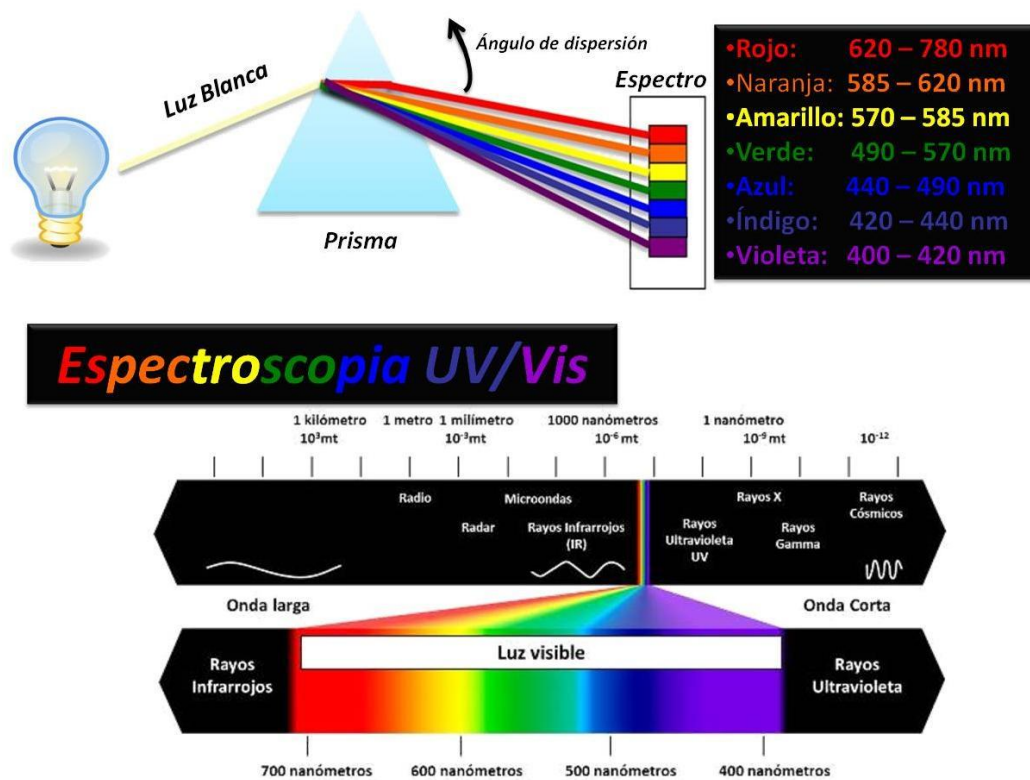 Ángulo de dispersión
Luz Blanca
Espectro
Prisma
•Rojo: 620 – 780 nm
•Naranja: 585 – 620 nm
•Amarillo: 570 – 585 nm
•Verde: 490 – 570 nm
•Azul: 440 – 490 nm
•Índigo: 420 – 440 nm
•Violeta: 400 – 420 nm
Espectroscopia UV/Vis
1 kilómetro 1 metro 1 milímetro 1000 nanómetros 1 nanómetro
10³mt 10⁻³mt 10⁻⁶ mt 10⁻⁹ mt 10⁻¹²
Radio
Microondas
Rayos X
Rayos
Cósmicos
Radar
Rayos Infrarrojos
(IR)
Rayos
Ultravioleta
UV
Rayos
Gamma
Onda larga
Onda Corta
Luz visible
Rayos
Infrarrojos
Rayos
Ultravioleta
700 nanómetros 600 nanómetros 500 nanómetros 400 nanómetros